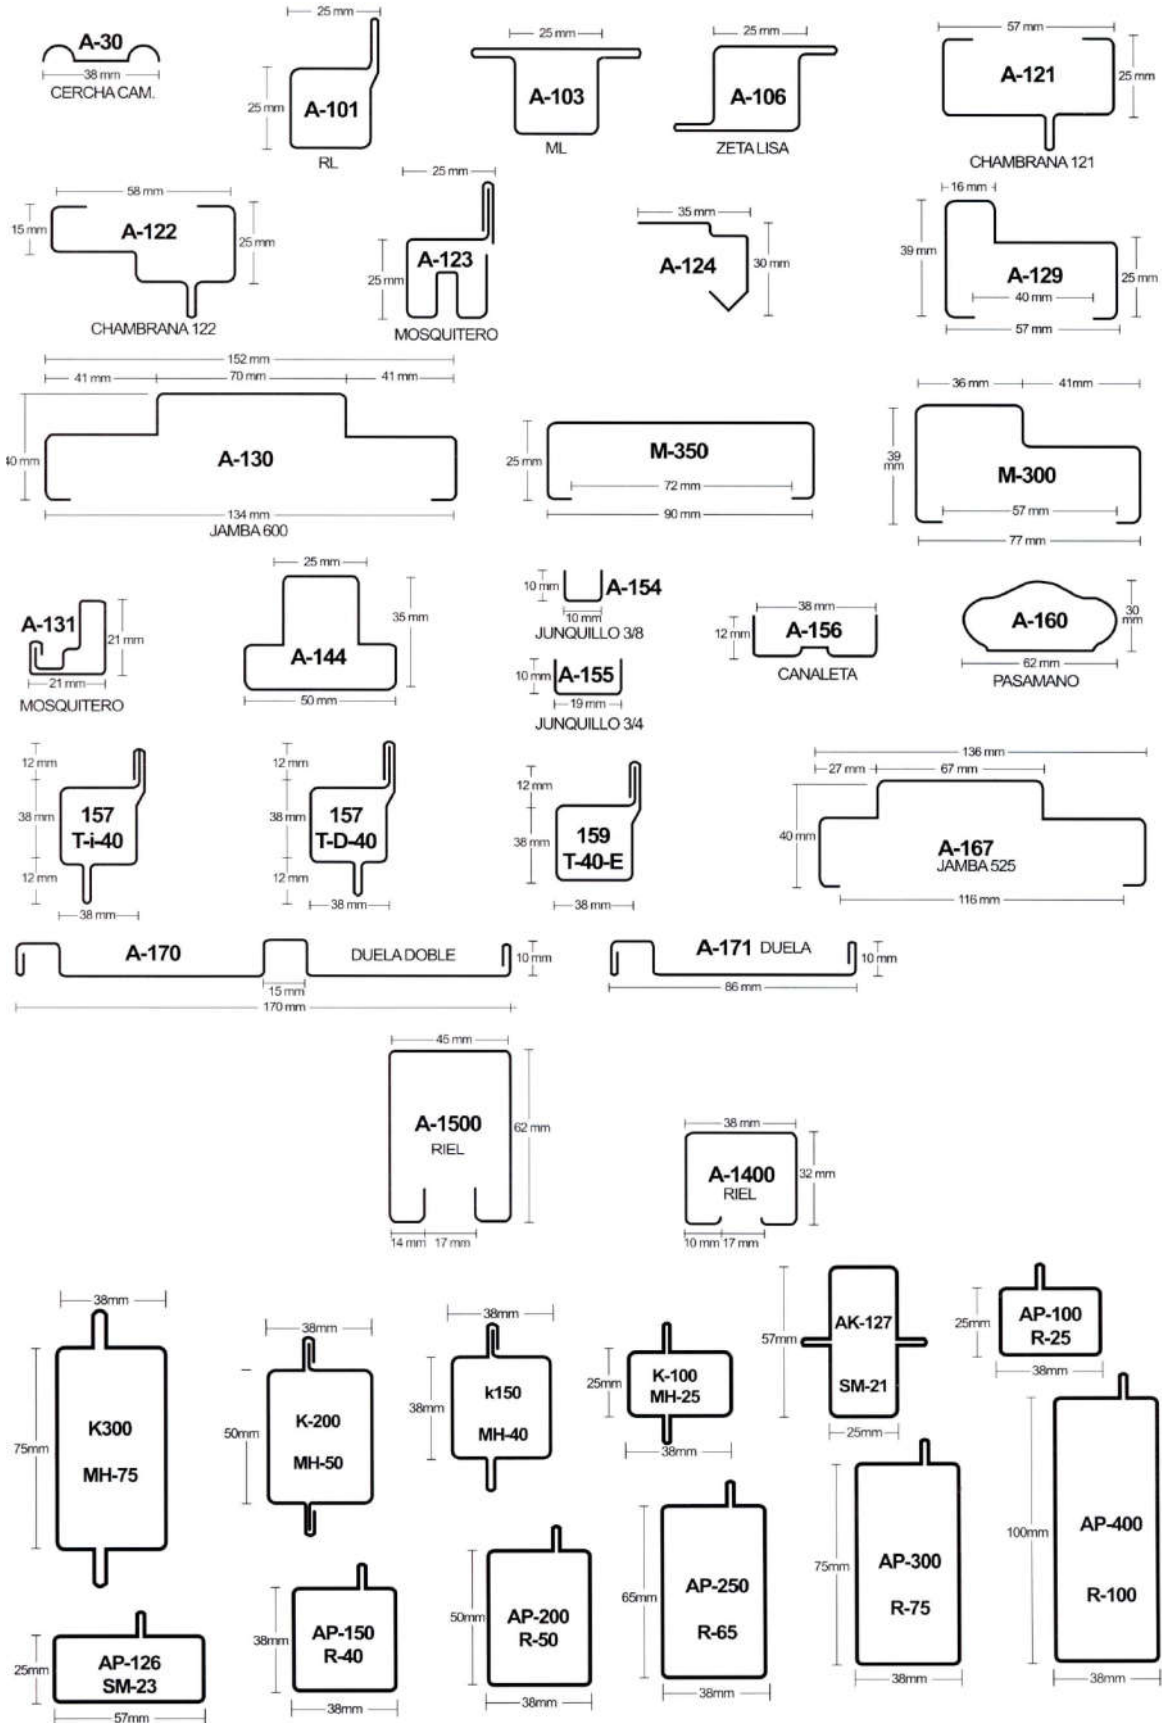 A-30
38 mm
CERCHA CAM.
25 mm
25 mm
A-101
RL
25 mm
A-103
ML
25 mm
A-106
ZETA LISA
57 mm
A-121
25 mm
CHAMBRANA 121
58 mm
15 mm
A-122
25 mm
CHAMBRANA 122
25 mm
A-123
25 mm
MOSQUITERO
35 mm
A-124
30 mm
16 mm
39 mm
A-129
25 mm
40 mm
57 mm
152 mm
41 mm
70 mm
41 mm
40 mm
A-130
134 mm
JAMBA 600
25 mm
M-350
72 mm
90 mm
36 mm
41mm
39
mm
M-300
57 mm
77 mm
A-131
21 mm
21 mm
MOSQUITERO
25 mm
35 mm
A-144
50 mm
10 mm
A-154
10 mm
JUNQUILLO 3/8
10 mm
A-155
19 mm
JUNQUILLO 3/4
38 mm
12 mm
A-156
CANALETA
A-160
30
mm
62 mm
PASAMANO
12 mm
38 mm
157
T-i-40
12 mm
38 mm
12 mm
38 mm
157
T-D-40
12 mm
38 mm
12 mm
38 mm
159
T-40-E
38 mm
136 mm
27 mm
67 mm
40 mm
A-167
JAMBA 525
116 mm
A-170
DUELA DOBLE
10 mm
15 mm
170 mm
A-171 DUELA
10 mm
86 mm
45 mm
A-1500
RIEL
62 mm
14 mm
17 mm
38 mm
A-1400
RIEL
32 mm
10 mm
17 mm
38mm
75mm
K300
MH-75
38mm
50mm
K-200
MH-50
38mm
38mm
k150
MH-40
25mm
K-100
MH-25
38mm
57mm
AK-127
SM-21
25mm
25mm
AP-100
R-25
38mm
25mm
AP-126
SM-23
57mm
38mm
AP-150
R-40
38mm
50mm
AP-200
R-50
38mm
65mm
AP-250
R-65
38mm
75mm
AP-300
R-75
38mm
100mm
AP-400
R-100
38mm